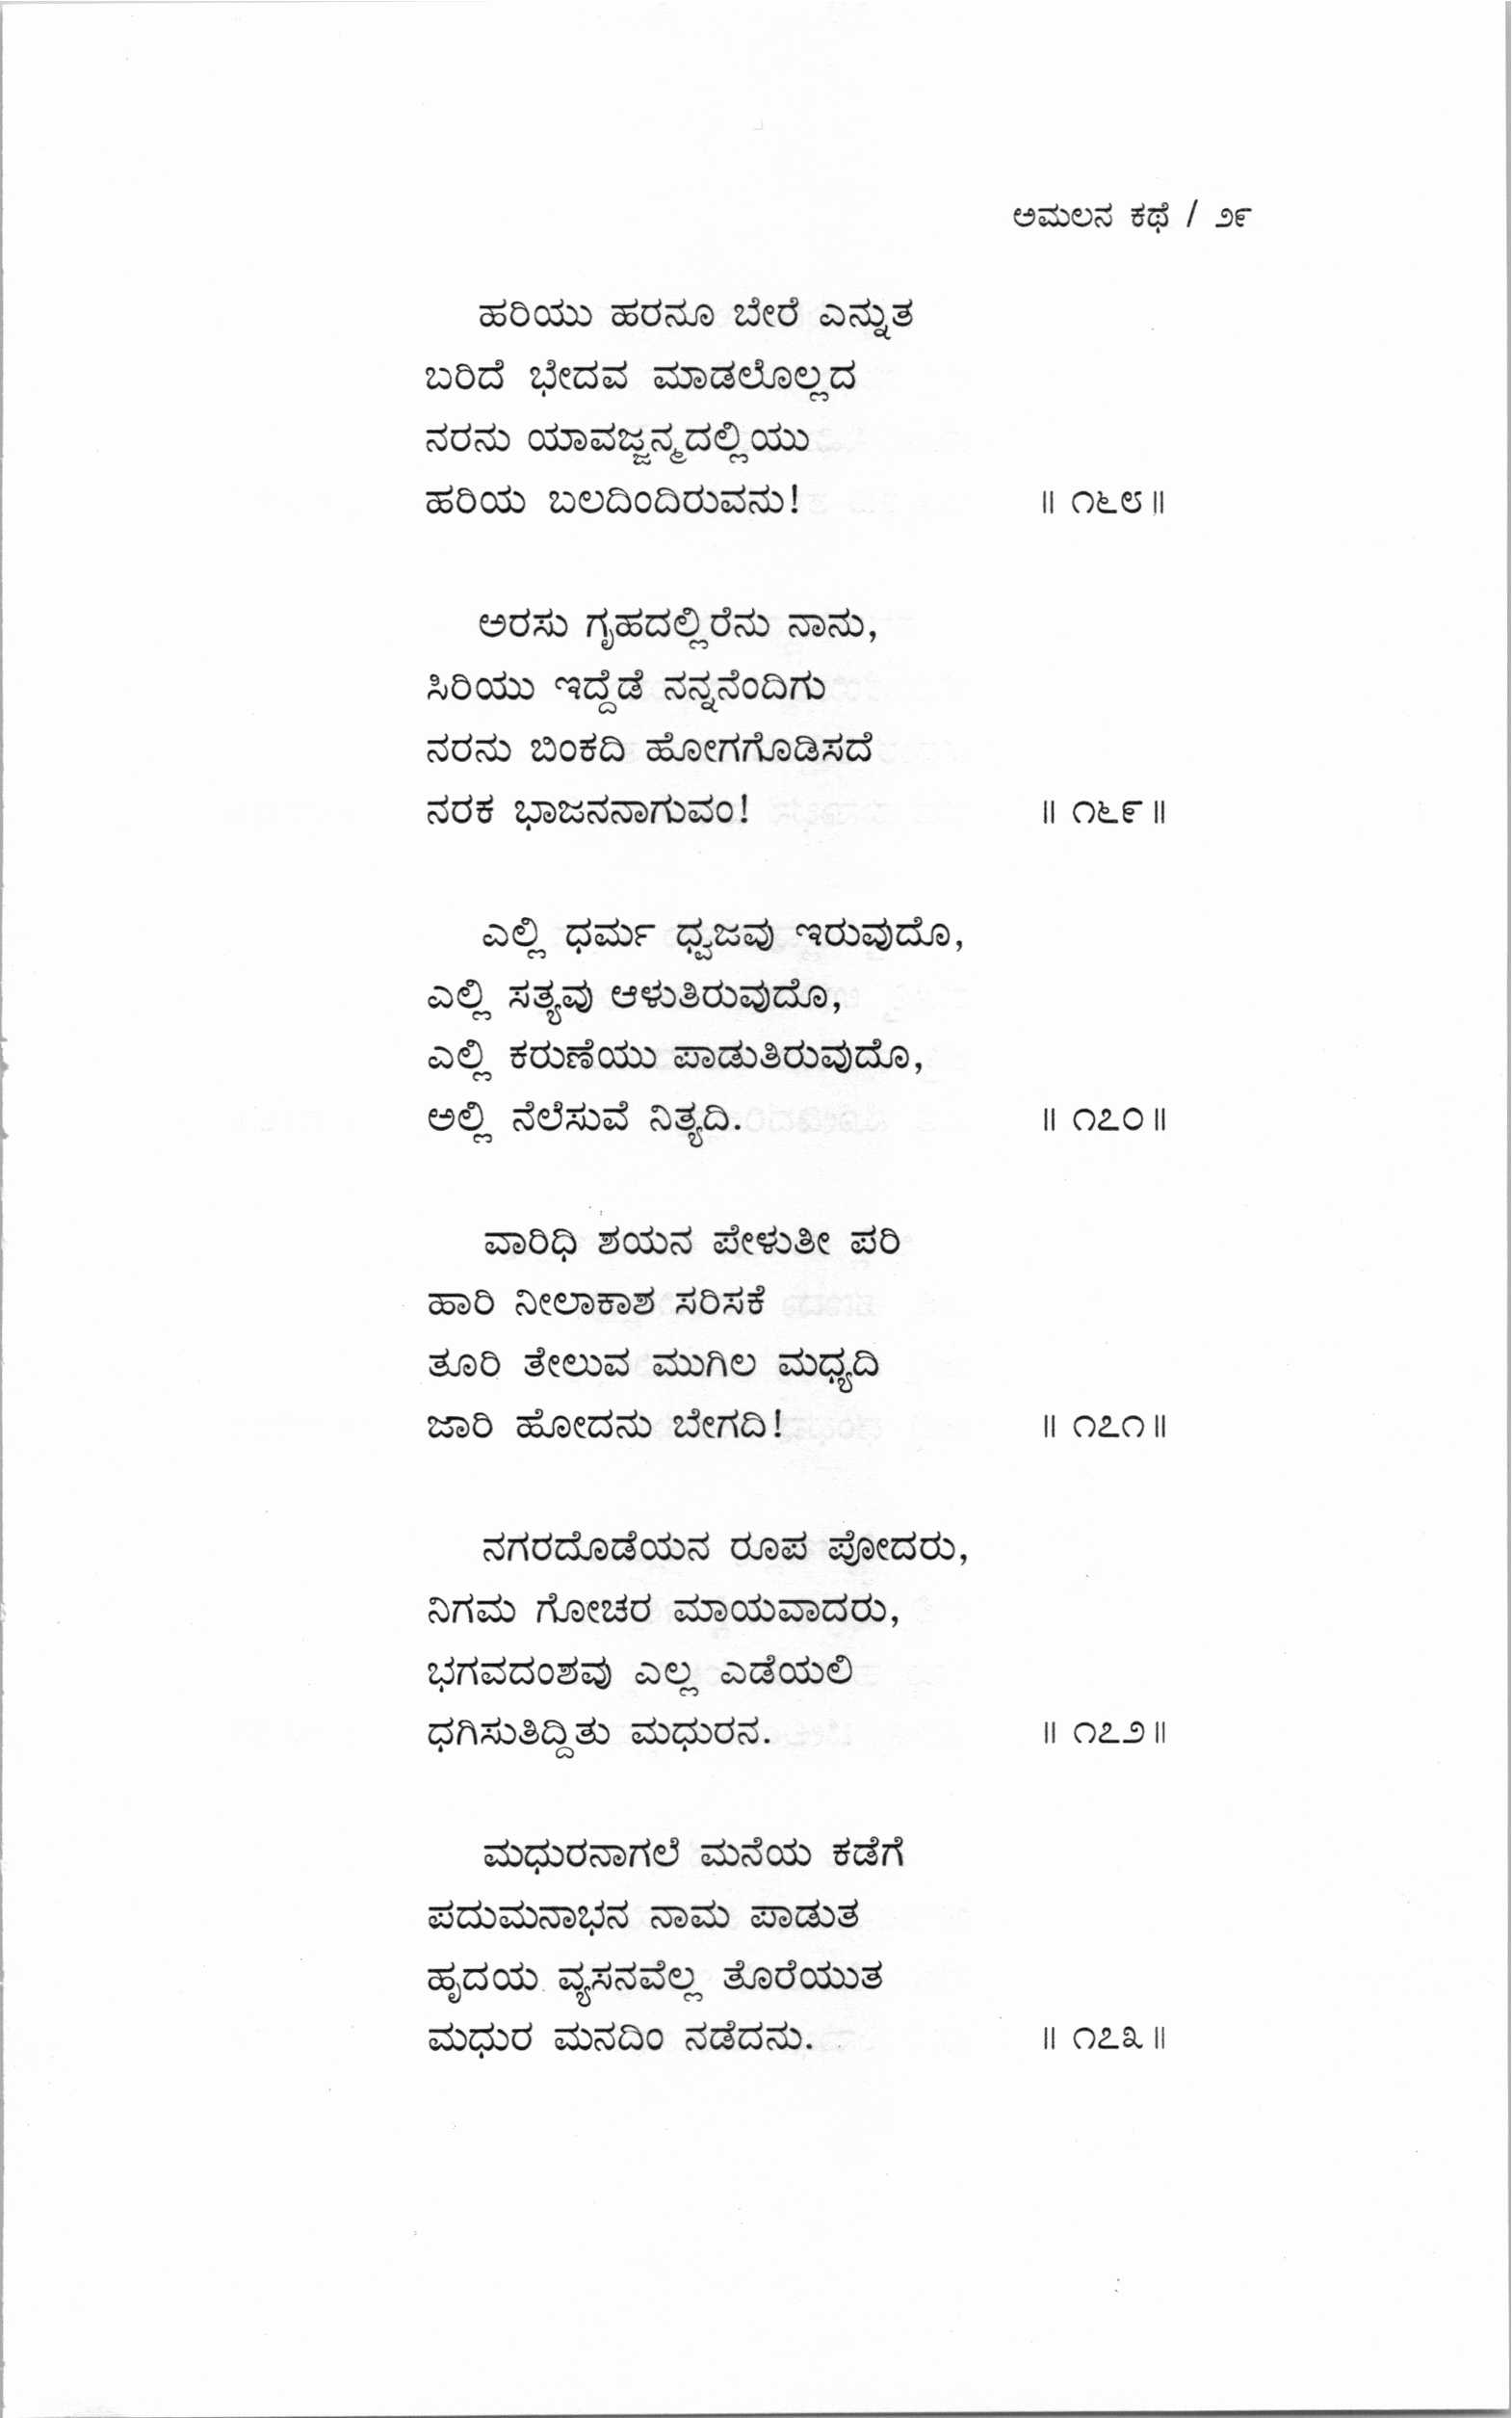 ಅಮಲನ ಕಥೆ / ೨೯
ಹರಿಯು ಹರನೂ ಬೇರೆ ಎನ್ನುತ
ಬರಿದೆ ಭೇದವ ಮಾಡಲೊಲ್ಲದ
ನರನು ಯಾವಜ್ಜನ್ಮದಲ್ಲಿಯು
ಹರಿಯ ಬಲದಿಂದಿರುವನು! ॥ ೧೬೮ ॥
ಅರಸು ಗೃಹದಲ್ಲಿರೆನು ನಾನು,
ಸಿರಿಯು ಇದ್ದೆಡೆ ನನ್ನನೆಂದಿಗು
ನರನು ಬಿಂಕದಿ ಹೋಗಗೊಡಿಸದೆ
ನರಕ ಭಾಜನನಾಗುವಂ! ॥ ೧೬೯ ॥
ಎಲ್ಲಿ ಧರ್ಮ ಧ್ವಜವು ಇರುವುದೊ,
ಎಲ್ಲಿ ಸತ್ಯವು ಆಳುತಿರುವುದೊ,
ಎಲ್ಲಿ ಕರುಣೆಯು ಪಾಡುತಿರುವುದೊ,
ಅಲ್ಲಿ ನೆಲೆಸುವೆ ನಿತ್ಯದಿ. ॥ ೧೭೦ ॥
ವಾರಿಧಿ ಶಯನ ಪೇಳುತೀ ಪರಿ
ಹಾರಿ ನೀಲಾಕಾಶ ಸರಿಸಕೆ
ತೂರಿ ತೇಲುವ ಮುಗಿಲ ಮಧ್ಯದಿ
ಜಾರಿ ಹೋದನು ಬೇಗದಿ! ॥ ೧೭೧ ॥
ನಗರದೊಡೆಯನ ರೂಪ ಪೋದರು,
ನಿಗಮ ಗೋಚರ ಮಾಯವಾದರು,
ಭಗವದಂಶವು ಎಲ್ಲ ಎಡೆಯಲಿ
ಧಗಿಸುತಿದ್ದಿತು ಮಧುರನ. ॥ ೧೭೨ ॥
ಮಧುರನಾಗಲೆ ಮನೆಯ ಕಡೆಗೆ
ಪದುಮನಾಭನ ನಾಮ ಪಾಡುತ
ಹೃದಯ ವ್ಯಸನವೆಲ್ಲ ತೊರೆಯುತ
ಮಧುರ ಮನದಿಂ ನಡೆದನು. ॥ ೧೭೩ ॥